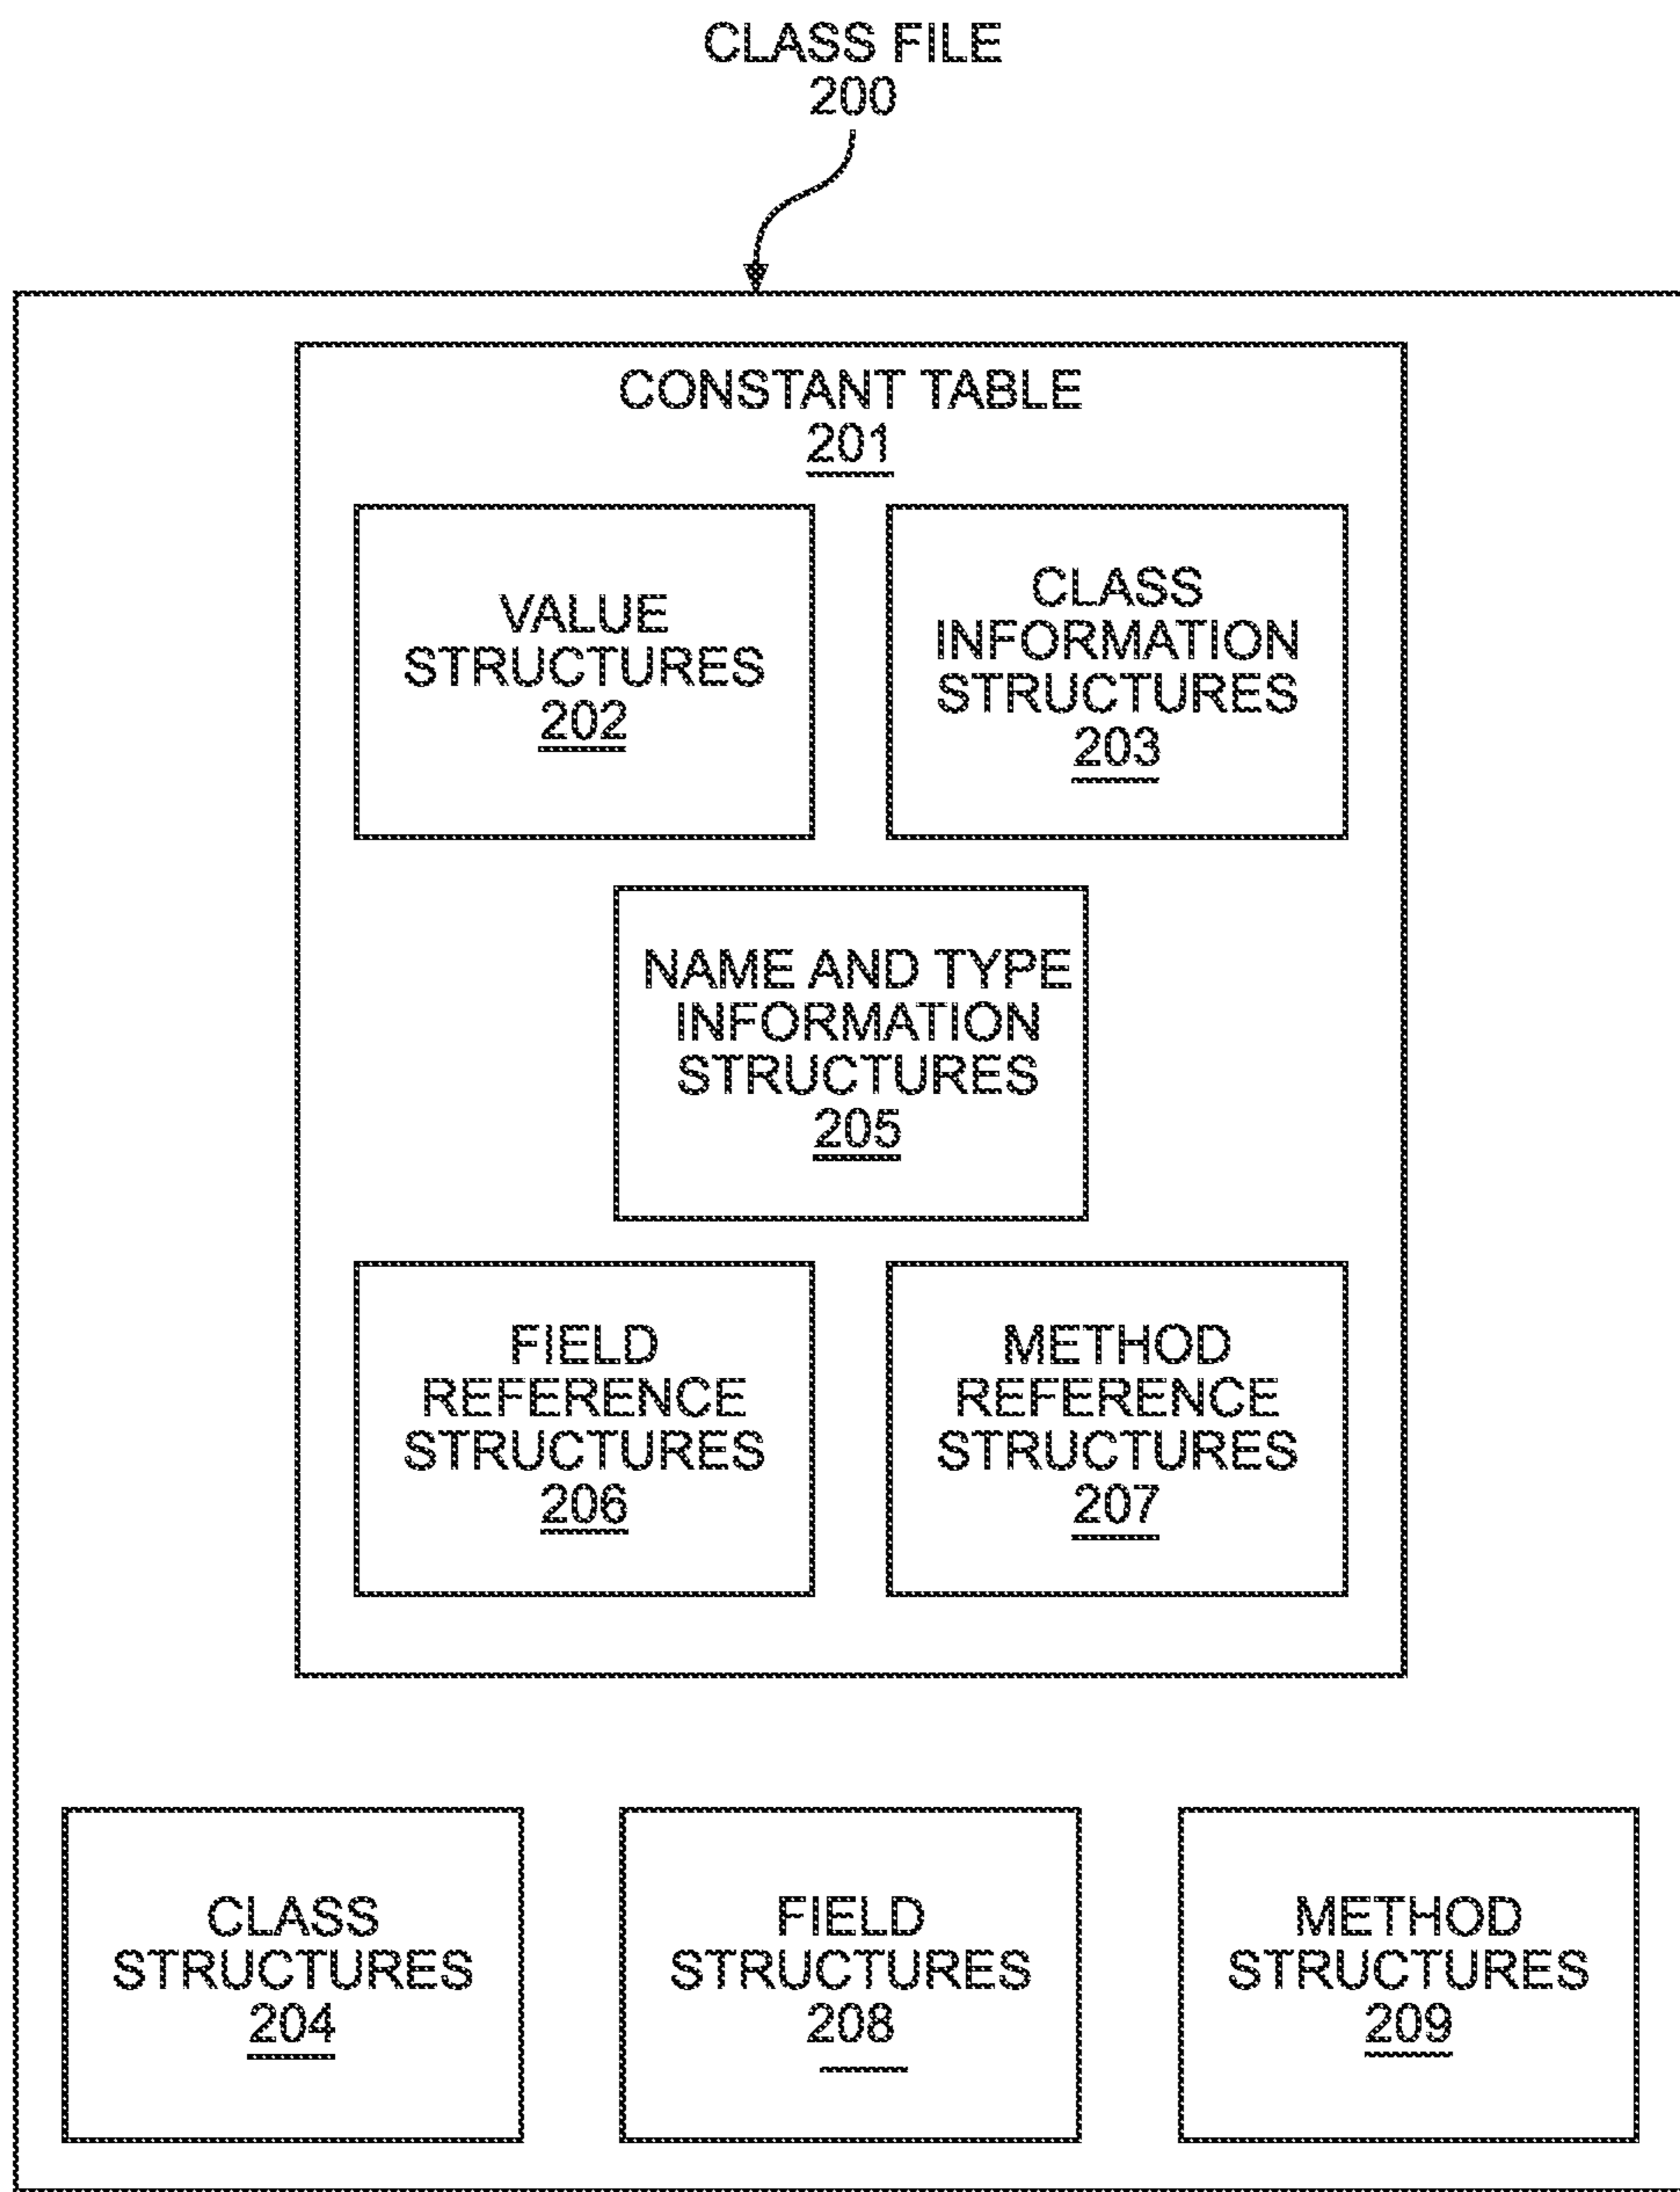 CLASS FILE
200
CONSTANT TABLE
201
VALUE
STRUCTURES
202
CLASS
INFORMATION
STRUCTURES
203
NAME AND TYPE
INFORMATION
STRUCTURES
205
FIELD
REFERENCE
STRUCTURES
206
METHOD
REFERENCE
STRUCTURES
207
CLASS
STRUCTURES
204
FIELD
STRUCTURES
208
METHOD
STRUCTURES
209